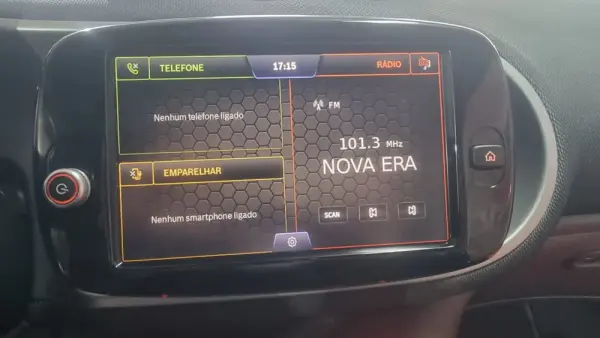 TELEFONE
17:15
RÁDIO
Nenhum telefone ligado
FM
101.3 MHz
NOVA ERA
EMPARELHAR
Nenhum smartphone ligado
SCAN